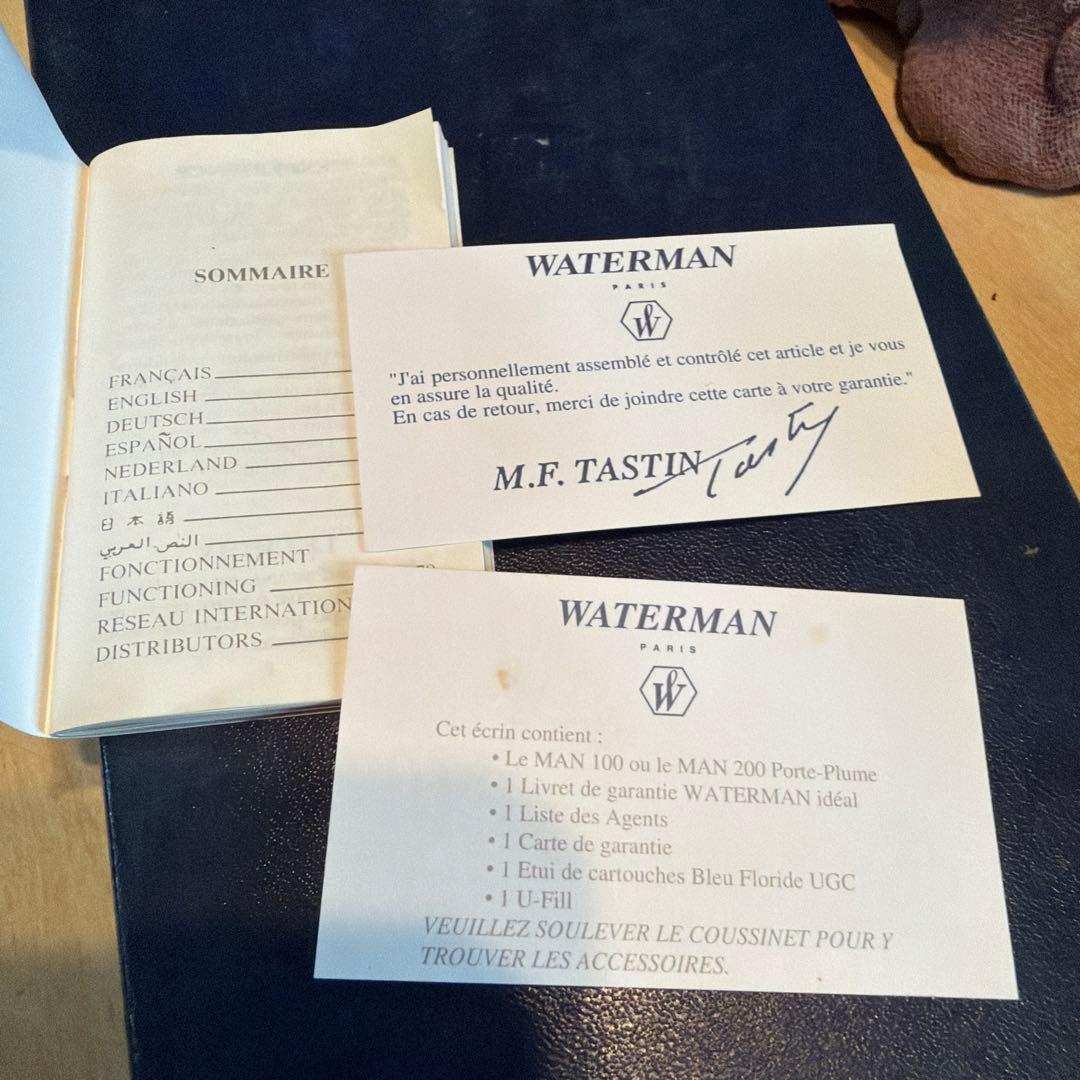 SOMMAIRE
FRANÇAIS
ENGLISH
DEUTSCH
ESPAÑOL
NEDERLAND
ITALIANO
日本語
النص العربي
FONCTIONNEMENT
FUNCTIONING
RESEAU INTERNATION
DISTRIBUTORS
WATERMAN
PARIS
W
"J'ai personnellement assemblé et contrôlé cet article et je vous
en assure la qualité.
En cas de retour, merci de joindre cette carte à votre garantie."
M.F. TASTIN
WATERMAN
PARIS
W
Cet écrin contient :
• Le MAN 100 ou le MAN 200 Porte-Plume
• 1 Livret de garantie WATERMAN idéal
• 1 Liste des Agents
• 1 Carte de garantie
• 1 Etui de cartouches Bleu Floride UGC
• 1 U-Fill
VEUILLEZ SOULEVER LE COUSSINET POUR Y
TROUVER LES ACCESSOIRES.